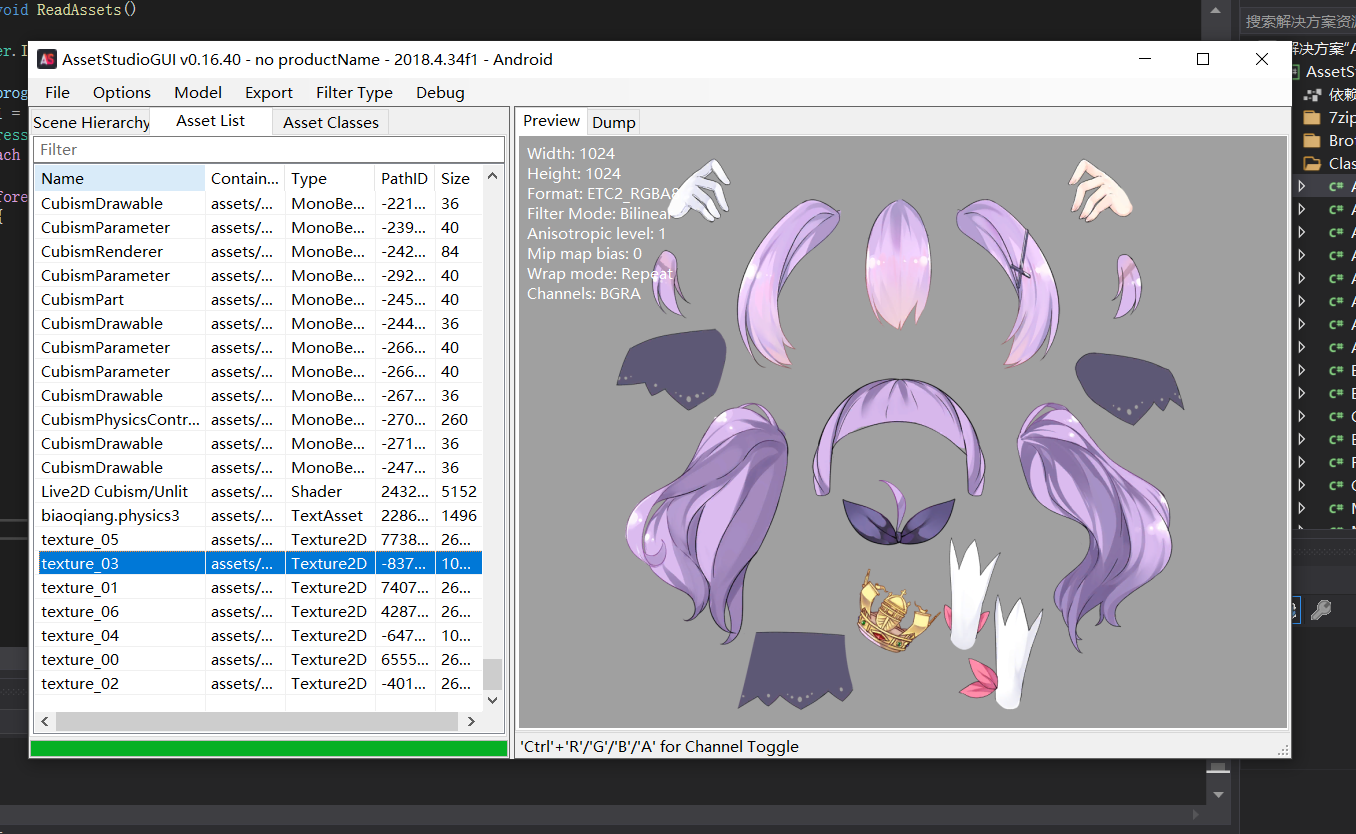 void ReadAssets()
搜索解决方案资源
AssetStudioGUI v0.16.40 - no productName - 2018.4.34f1 - Android
File Options Model Export Filter Type Debug
Scene Hierarchy Asset List Asset Classes
Filter
Name Contain... Type PathID Size
CubismDrawable assets/... MonoBe... -221... 36
CubismParameter assets/... MonoBe... -239... 40
CubismRenderer assets/... MonoBe... -242... 84
CubismParameter assets/... MonoBe... -292... 40
CubismPart assets/... MonoBe... -245... 40
CubismDrawable assets/... MonoBe... -244... 36
CubismParameter assets/... MonoBe... -266... 40
CubismParameter assets/... MonoBe... -266... 40
CubismDrawable assets/... MonoBe... -267... 36
CubismPhysicsContr... assets/... MonoBe... -270... 260
CubismDrawable assets/... MonoBe... -271... 36
CubismDrawable assets/... MonoBe... -247... 36
Live2D Cubism/Unlit assets/... Shader 2432... 5152
biaoqiang.physics3 assets/... TextAsset 2286... 1496
texture_05 assets/... Texture2D 7738... 26...
texture_03 assets/... Texture2D -837... 10...
texture_01 assets/... Texture2D 7407... 26...
texture_06 assets/... Texture2D 4287... 26...
texture_04 assets/... Texture2D -647... 10...
texture_00 assets/... Texture2D 6555... 26...
texture_02 assets/... Texture2D -401... 26...
Preview Dump
Width: 1024
Height: 1024
Format: ETC2_RGBA8
Filter Mode: Bilinear
Anisotropic level: 1
Mip map bias: 0
Wrap mode: Repeat
Channels: BGRA
'Ctrl'+'R'/'G'/'B'/'A' for Channel Toggle
解决方案"A
AssetSt
依赖
7zip
Bro
Clas